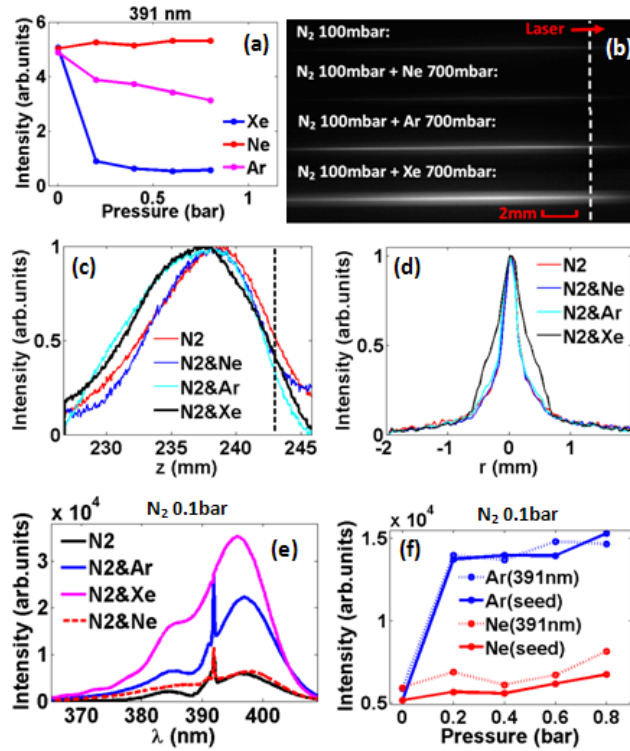 391 nm
(a)
Intensity (arb.units)
6
4
2
0
0
0.5
1
Pressure (bar)
Xe
Ne
Ar
(b)
Laser
N2 100mbar:
N2 100mbar + Ne 700mbar:
N2 100mbar + Ar 700mbar:
N2 100mbar + Xe 700mbar:
2mm
(c)
Intensity (arb.units)
1
0.5
0
230
235
240
245
z (mm)
N2
N2&Ne
N2&Ar
N2&Xe
(d)
Intensity (arb.units)
1
0.5
0
-2
-1
0
1
r (mm)
N2
N2&Ne
N2&Ar
N2&Xe
x 10⁴
N2 0.1bar
(e)
Intensity (arb.units)
3
2
1
0
370
380
390
400
λ (nm)
N2
N2&Ar
N2&Xe
N2&Ne
x 10⁴
N2 0.1bar
(f)
Intensity (arb.units)
1.5
1
0.5
0
0.2
0.4
0.6
0.8
Pressure (bar)
Ar(391nm)
Ar(seed)
Ne(391nm)
Ne(seed)